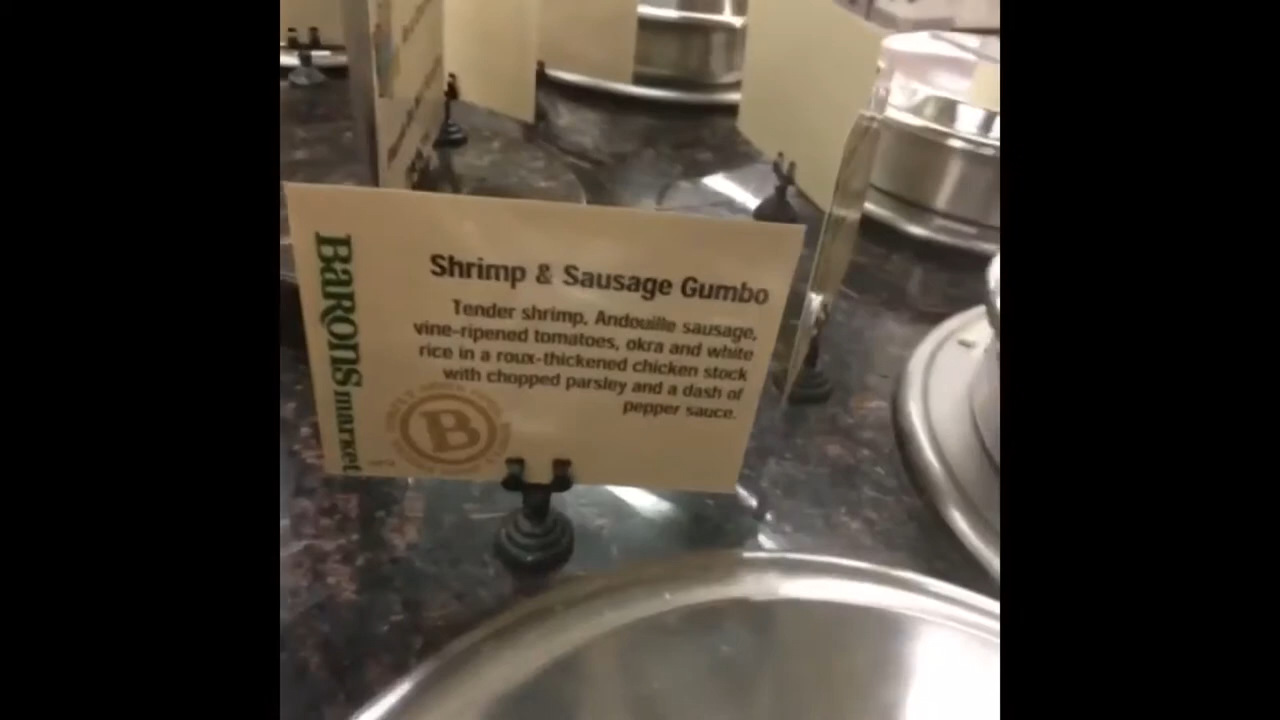 BaRONS market
Shrimp & Sausage Gumbo
Tender shrimp, Andouille sausage,
vine-ripened tomatoes, okra and white
rice in a roux-thickened chicken stock
with chopped parsley and a dash of
pepper sauce.
B